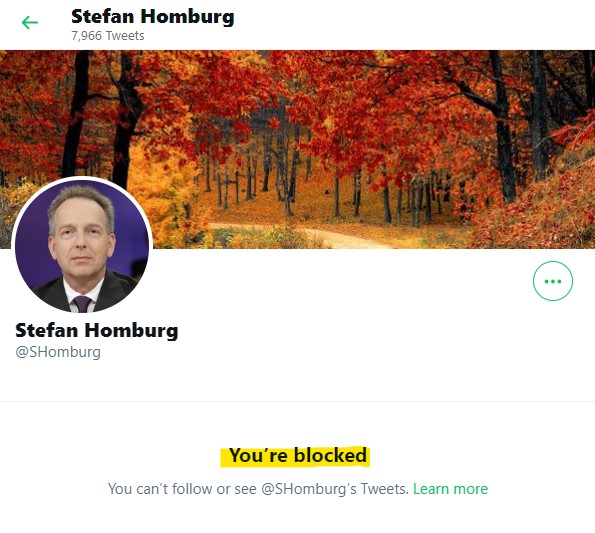 Stefan Homburg
7,966 Tweets
Stefan Homburg
@SHomburg
You're blocked
You can't follow or see @SHomburg's Tweets. Learn more